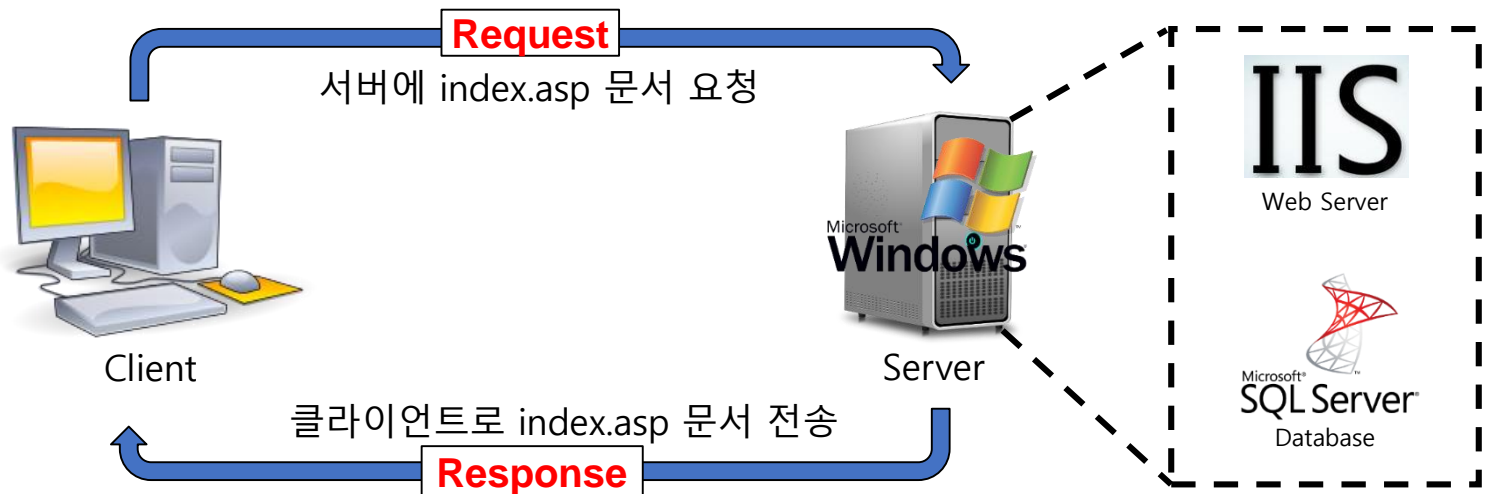 Request
서버에 index.asp 문서 요청
IIS
Web Server
Microsoft
Windows
Client
Server
Microsoft®
SQL Server®
Database
클라이언트로 index.asp 문서 전송
Response